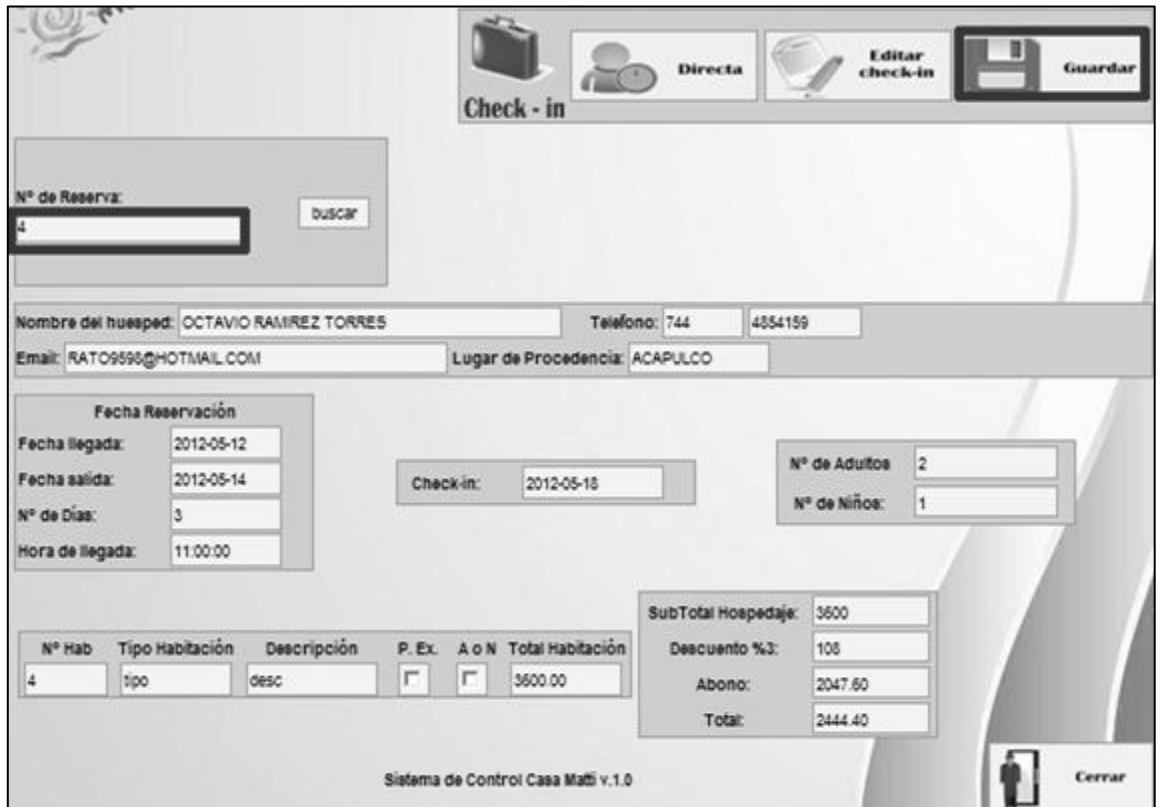 Directa
Editar
check-in
Guardar
Check - in
Nº de Reserva:
4
buscar
Nombre del huesped: OCTAVIO RAMIREZ TORRES Telefono: 744 4854159
Email: RATO9598@HOTMAIL.COM Lugar de Procedencia: ACAPULCO
Fecha Reservación
Fecha llegada: 2012-05-12
Fecha salida: 2012-05-14
Nº de Días: 3
Hora de llegada: 11:00:00
Check-in: 2012-05-18
Nº de Adultos 2
Nº de Niños: 1
Nº Hab Tipo Habitación Descripción P. Ex. A o N Total Habitación
4 tipo desc 3600.00
SubTotal Hospedaje: 3600
Descuento %3: 108
Abono: 2047.60
Total: 2444.40
Sistema de Control Casa Matti v.1.0
Cerrar